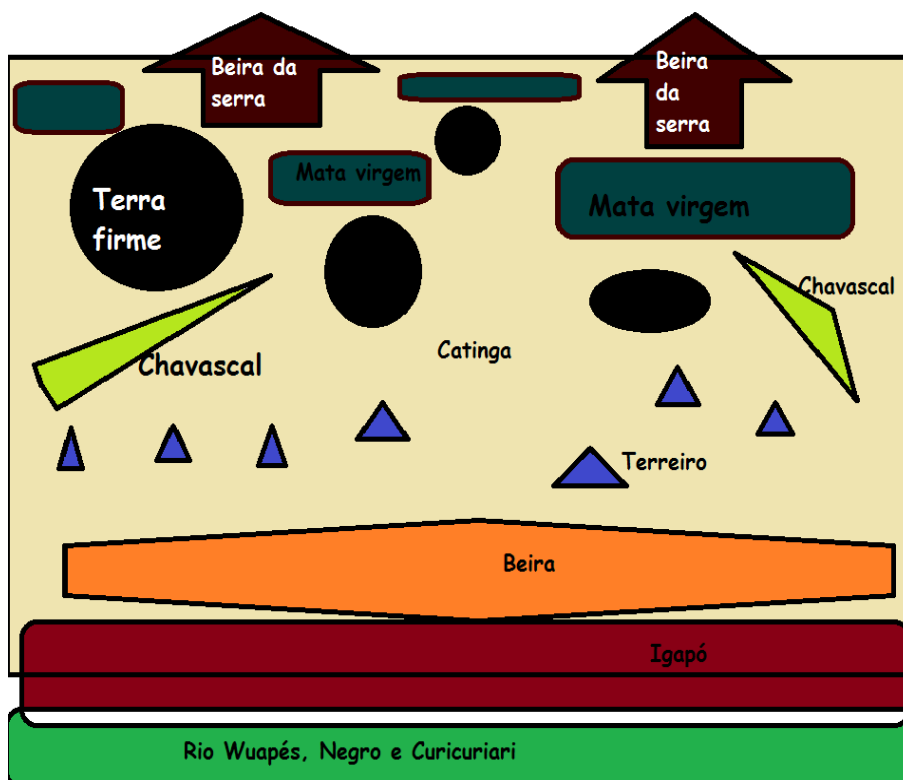 Beira da
serra
Beira
da
serra
Mata virgem
Terra
firme
Mata virgem
Chavascal
Catinga
Chavascal
Terreiro
Beira
Igapó
Rio Wuapés, Negro e Curicuriari